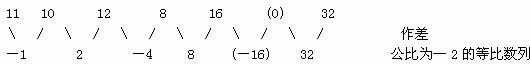 11 10 12 8 16 (0) 32
\ / \ / \ / \ / \ / \ / 作差
－1 2 －4 8 (－16) 32 公比为－2的等比数列